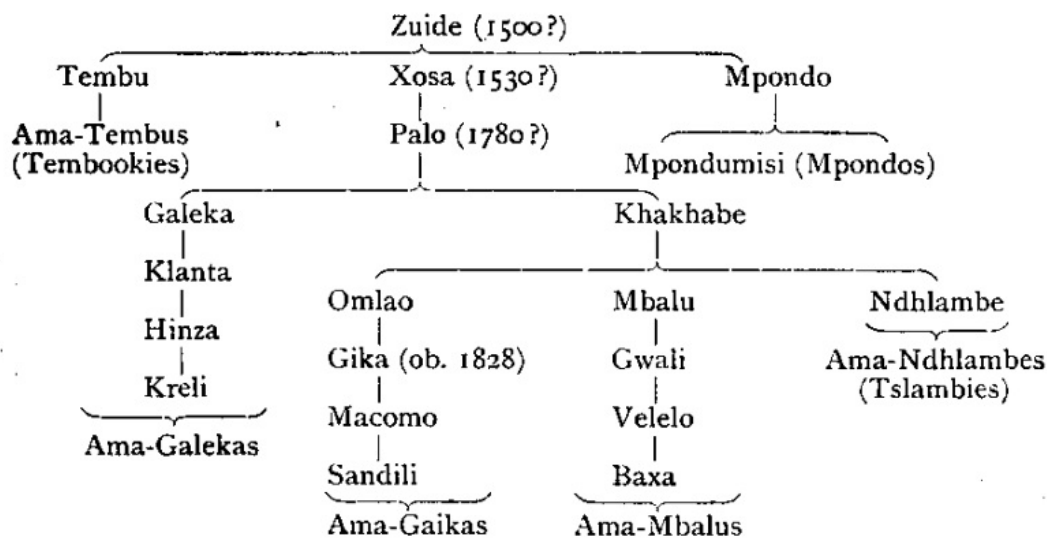 Zuide (1500?)
Tembu Xosa (1530?) Mpondo
Ama-Tembus Palo (1780?)
(Tembookies) Mpondumisi (Mpondos)
Galeka Khakhabe
Klanta
Omlao Mbalu Ndhlambe
Hinza
Gika (ob. 1828) Gwali Ama-Ndhlambes
Kreli (Tslambies)
Macomo Velelo
Ama-Galekas
Sandili Baxa
Ama-Gaikas Ama-Mbalus